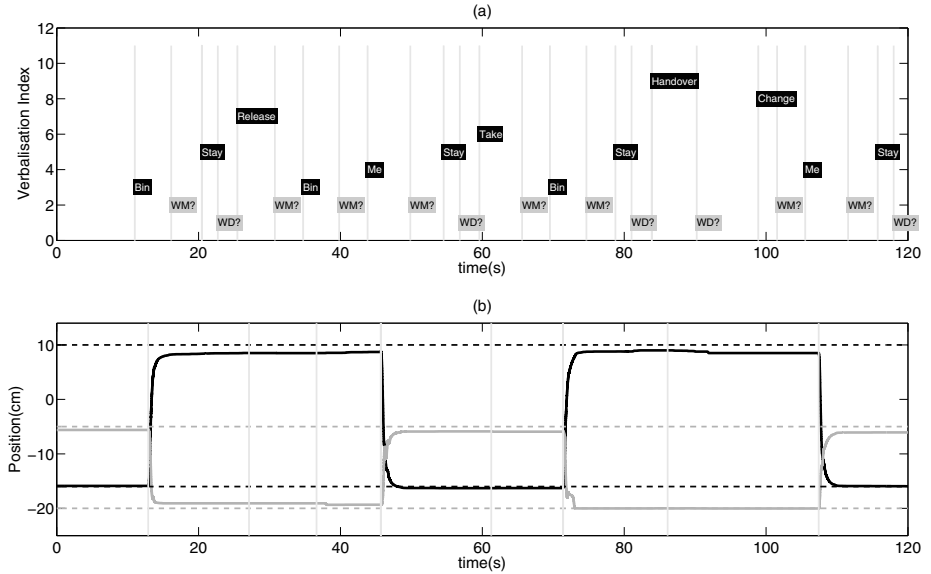 (a)
12
10
8
6
4
2
0
Verbalisation Index
Handover
Change
Release
Take
Stay Stay Stay Stay
Me Me
Bin Bin Bin
WM? WM? WM? WM? WM? WM? WM? WM?
WD? WD? WD? WD? WD?
0 20 40 60 80 100 120
time(s)
(b)
10
0
−10
−20
Position(cm)
0 20 40 60 80 100 120
time(s)